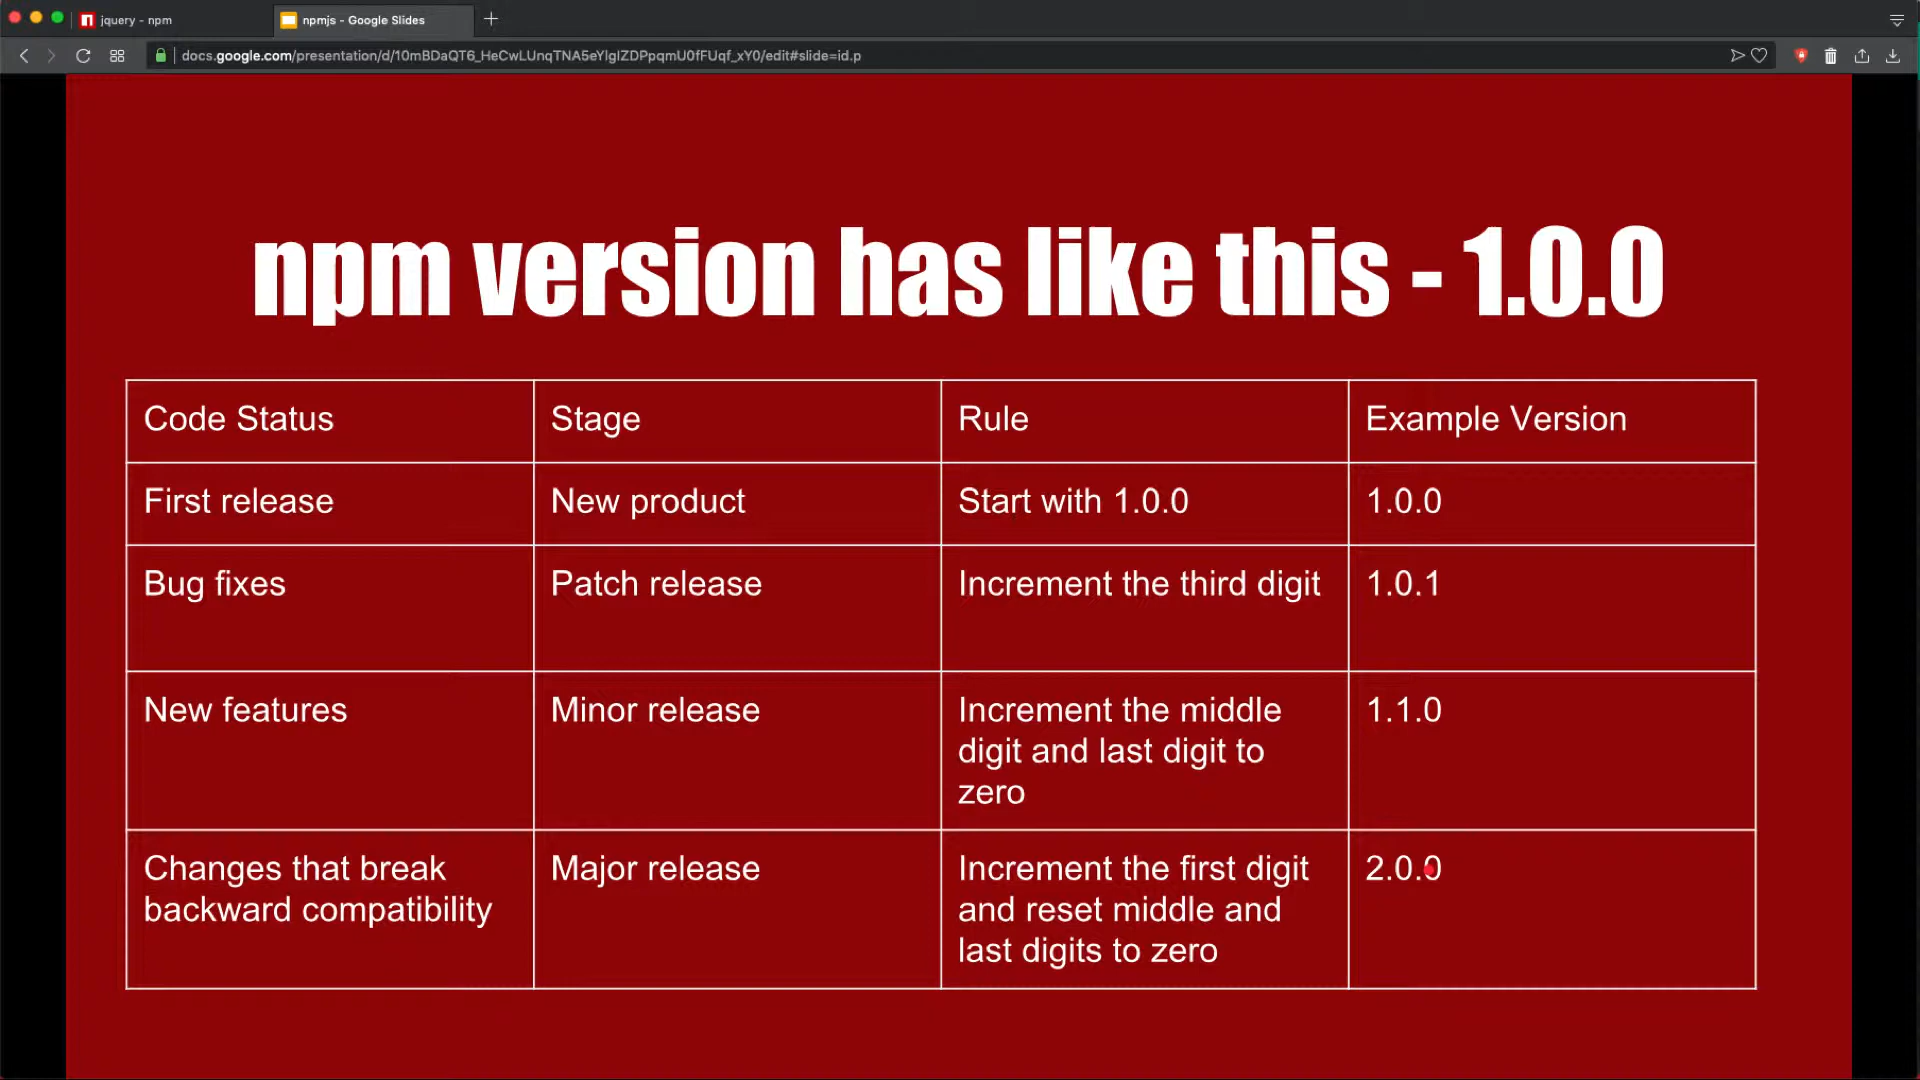 jquery - npm
npmjs - Google Slides
docs.google.com/presentation/d/10mBDaQT6_HeCwLUnqTNA5eYlglZDPpqmU0fFUqf_xY0/edit#slide=id.p
npm version has like this - 1.0.0
Code Status
Stage
Rule
Example Version
First release
New product
Start with 1.0.0
1.0.0
Bug fixes
Patch release
Increment the third digit
1.0.1
New features
Minor release
Increment the middle
digit and last digit to
zero
1.1.0
Changes that break
backward compatibility
Major release
Increment the first digit
and reset middle and
last digits to zero
2.0.0